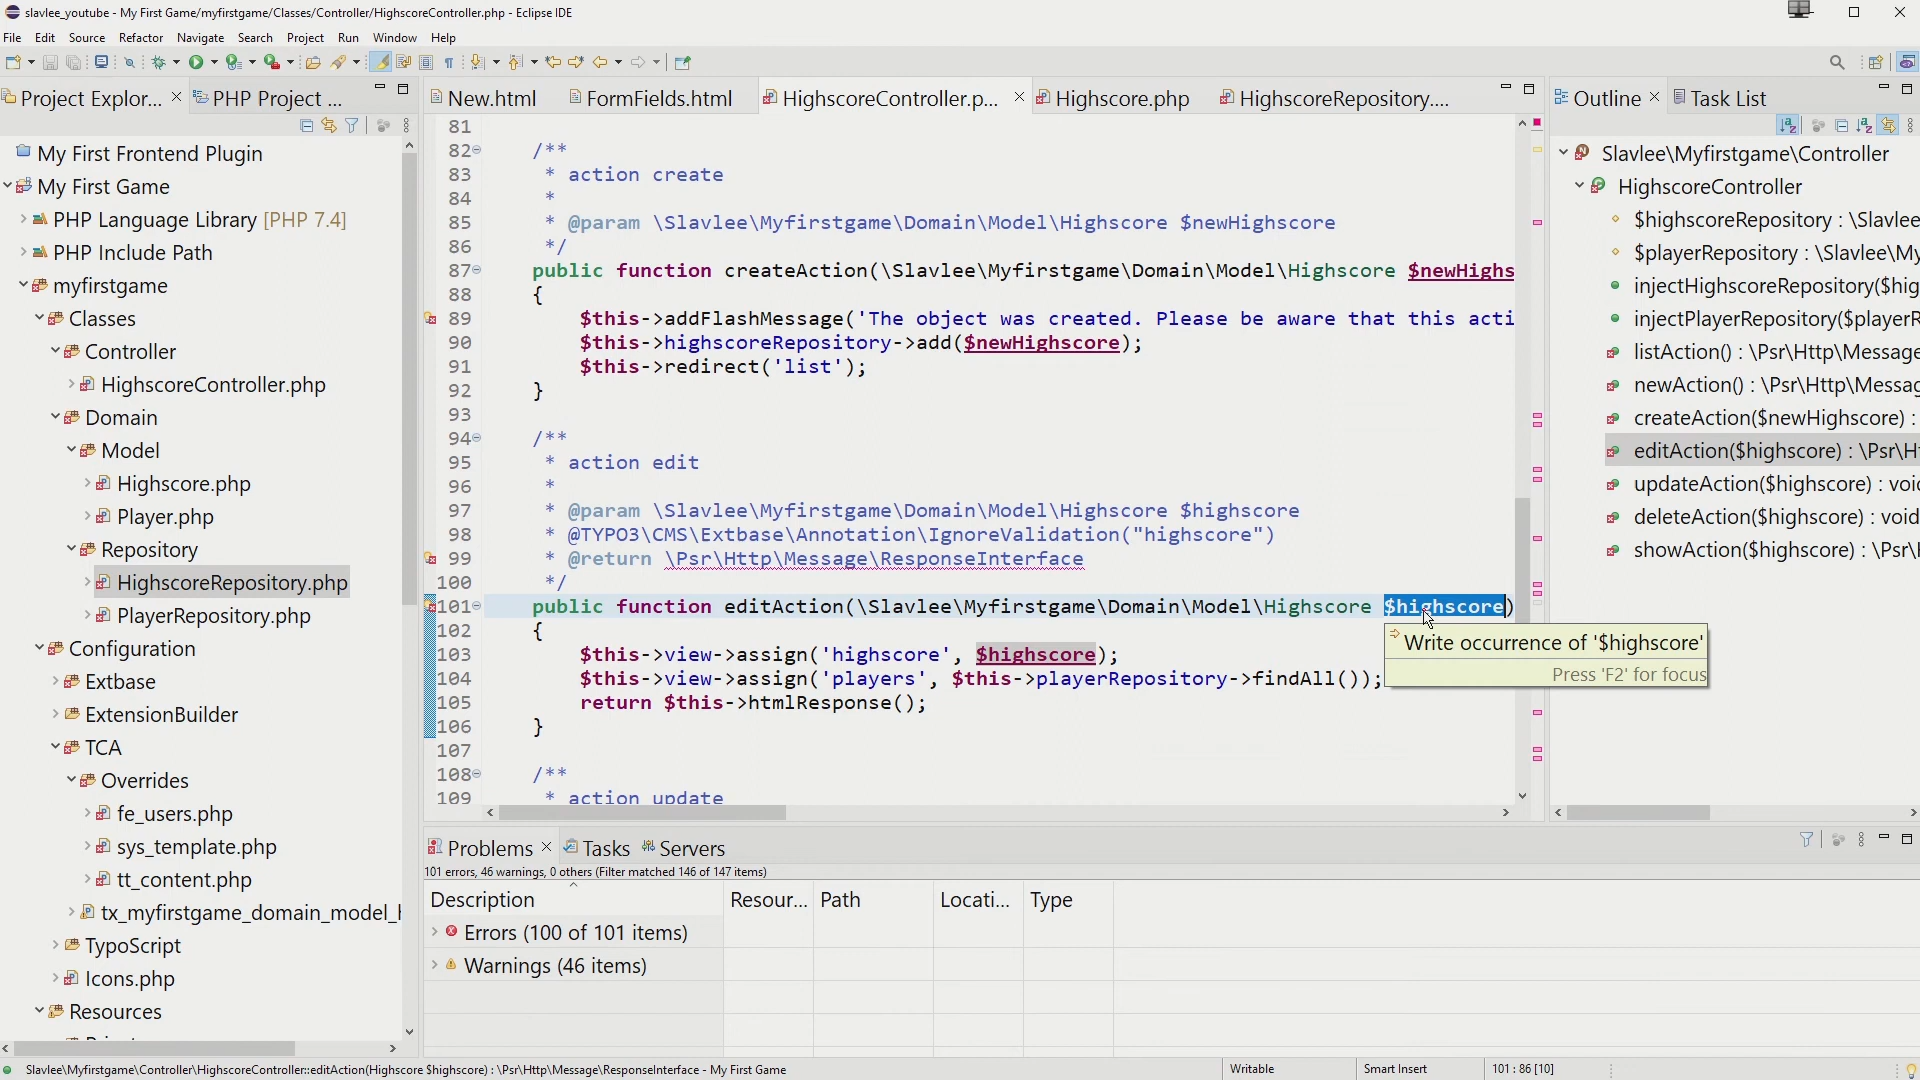 slavlee_youtube - My First Game/myfirstgame/Classes/Controller/HighscoreController.php - Eclipse IDE
File Edit Source Refactor Navigate Search Project Run Window Help
Project Explor... PHP Project ...
My First Frontend Plugin
My First Game
PHP Language Library [PHP 7.4]
PHP Include Path
myfirstgame
Classes
Controller
HighscoreController.php
Domain
Model
Highscore.php
Player.php
Repository
HighscoreRepository.php
PlayerRepository.php
Configuration
Extbase
ExtensionBuilder
TCA
Overrides
fe_users.php
sys_template.php
tt_content.php
tx_myfirstgame_domain_model_h
TypoScript
Icons.php
Resources
New.html FormFields.html HighscoreController.p... Highscore.php HighscoreRepository....
81
82 /**
83 * action create
84 *
85 * @param \Slavlee\Myfirstgame\Domain\Model\Highscore $newHighscore
86 */
87 public function createAction(\Slavlee\Myfirstgame\Domain\Model\Highscore $newHighs
88 {
89 $this->addFlashMessage('The object was created. Please be aware that this acti
90 $this->highscoreRepository->add($newHighscore);
91 $this->redirect('list');
92 }
93
94 /**
95 * action edit
96 *
97 * @param \Slavlee\Myfirstgame\Domain\Model\Highscore $highscore
98 * @TYPO3\CMS\Extbase\Annotation\IgnoreValidation("highscore")
99 * @return \Psr\Http\Message\ResponseInterface
100 */
101 public function editAction(\Slavlee\Myfirstgame\Domain\Model\Highscore $highscore)
102 {
103 $this->view->assign('highscore', $highscore);
104 $this->view->assign('players', $this->playerRepository->findAll());
105 return $this->htmlResponse();
106 }
107
108 /**
109 * action update
Write occurrence of '$highscore'
Press 'F2' for focus
Outline Task List
Slavlee\Myfirstgame\Controller
HighscoreController
$highscoreRepository : \Slavlee
$playerRepository : \Slavlee\My
injectHighscoreRepository($hig
injectPlayerRepository($playerR
listAction() : \Psr\Http\Message
newAction() : \Psr\Http\Messag
createAction($newHighscore) :
editAction($highscore) : \Psr\H
updateAction($highscore) : void
deleteAction($highscore) : void
showAction($highscore) : \Psr\H
Problems Tasks Servers
101 errors, 46 warnings, 0 others (Filter matched 146 of 147 items)
Description Resour... Path Locati... Type
Errors (100 of 101 items)
Warnings (46 items)
Slavlee\Myfirstgame\Controller\HighscoreController::editAction(Highscore $highscore) : \Psr\Http\Message\ResponseInterface - My First Game
Writable Smart Insert 101 : 86 [10]